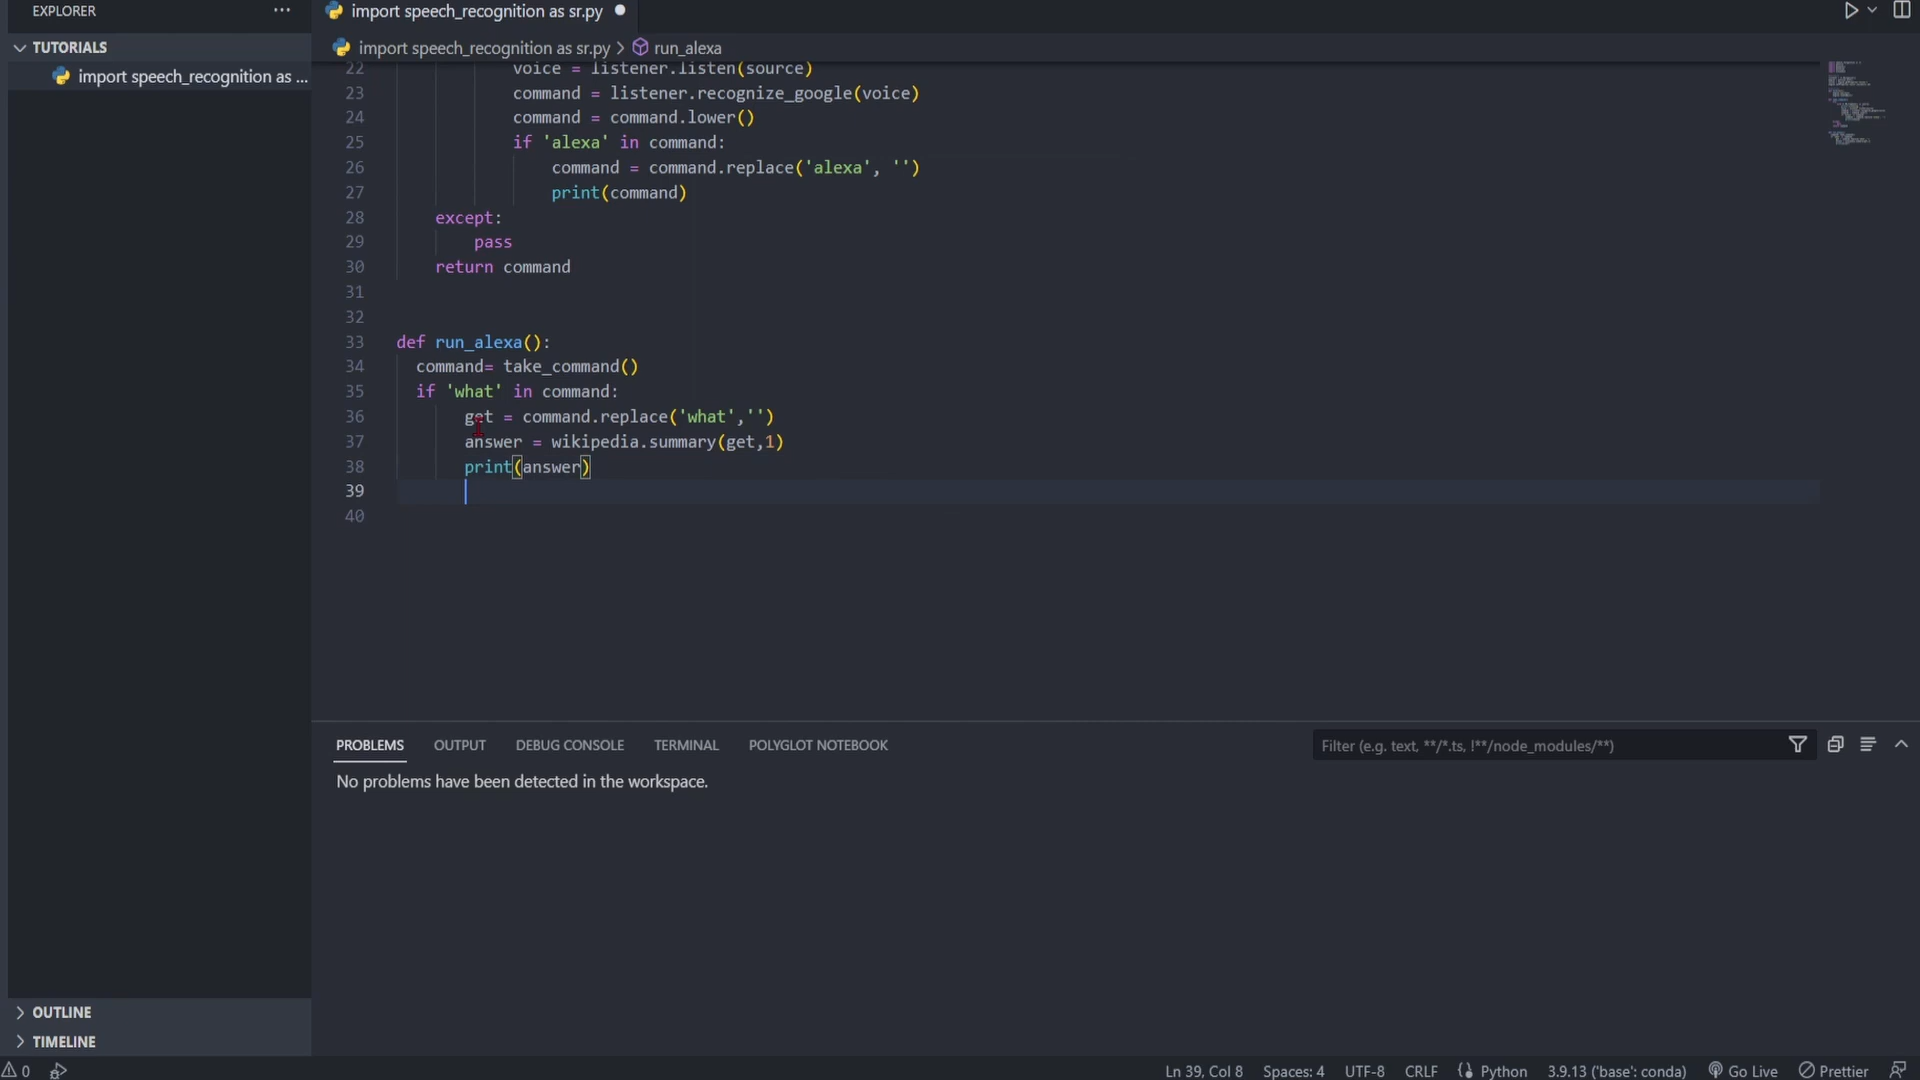 EXPLORER
···
import speech_recognition as sr.py
TUTORIALS
import speech_recognition as ...
import speech_recognition as sr.py > run_alexa
22 voice = listener.listen(source)
23 command = listener.recognize_google(voice)
24 command = command.lower()
25 if 'alexa' in command:
26 command = command.replace('alexa', '')
27 print(command)
28 except:
29 pass
30 return command
31
32
33 def run_alexa():
34 command= take_command()
35 if 'what' in command:
36 get = command.replace('what','')
37 answer = wikipedia.summary(get,1)
38 print(answer)
39
40
PROBLEMS OUTPUT DEBUG CONSOLE TERMINAL POLYGLOT NOTEBOOK
Filter (e.g. text, **/*.ts, !**/node_modules/**)
No problems have been detected in the workspace.
OUTLINE
TIMELINE
0
Ln 39, Col 8 Spaces: 4 UTF-8 CRLF Python 3.9.13 ('base': conda) Go Live Prettier